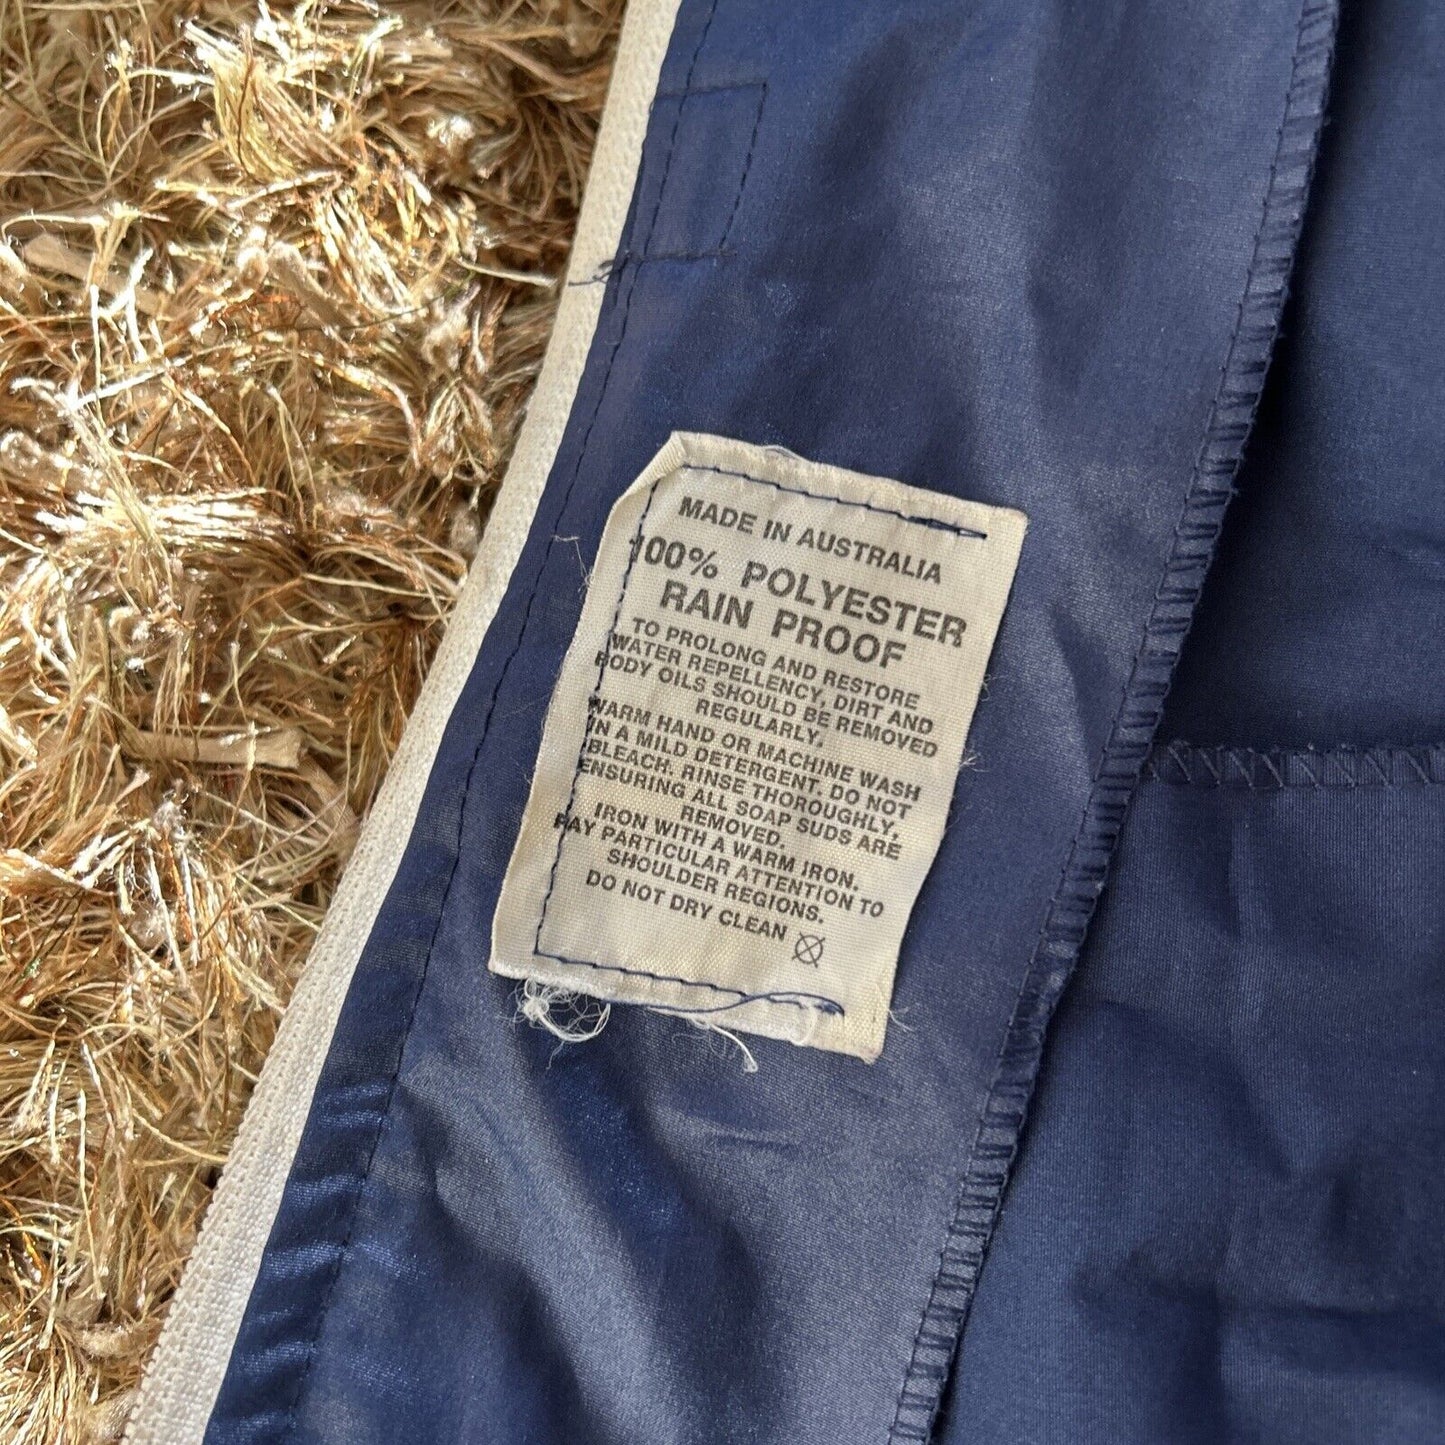 MADE IN AUSTRALIA
100% POLYESTER
RAIN PROOF
TO PROLONG AND RESTORE
WATER REPELLENCY, DIRT AND
BODY OILS SHOULD BE REMOVED
REGULARLY,
WARM HAND OR MACHINE WASH
IN A MILD DETERGENT. DO NOT
BLEACH. RINSE THOROUGHLY,
ENSURING ALL SOAP SUDS ARE
REMOVED.
IRON WITH A WARM IRON.
PAY PARTICULAR ATTENTION TO
SHOULDER REGIONS.
DO NOT DRY CLEAN